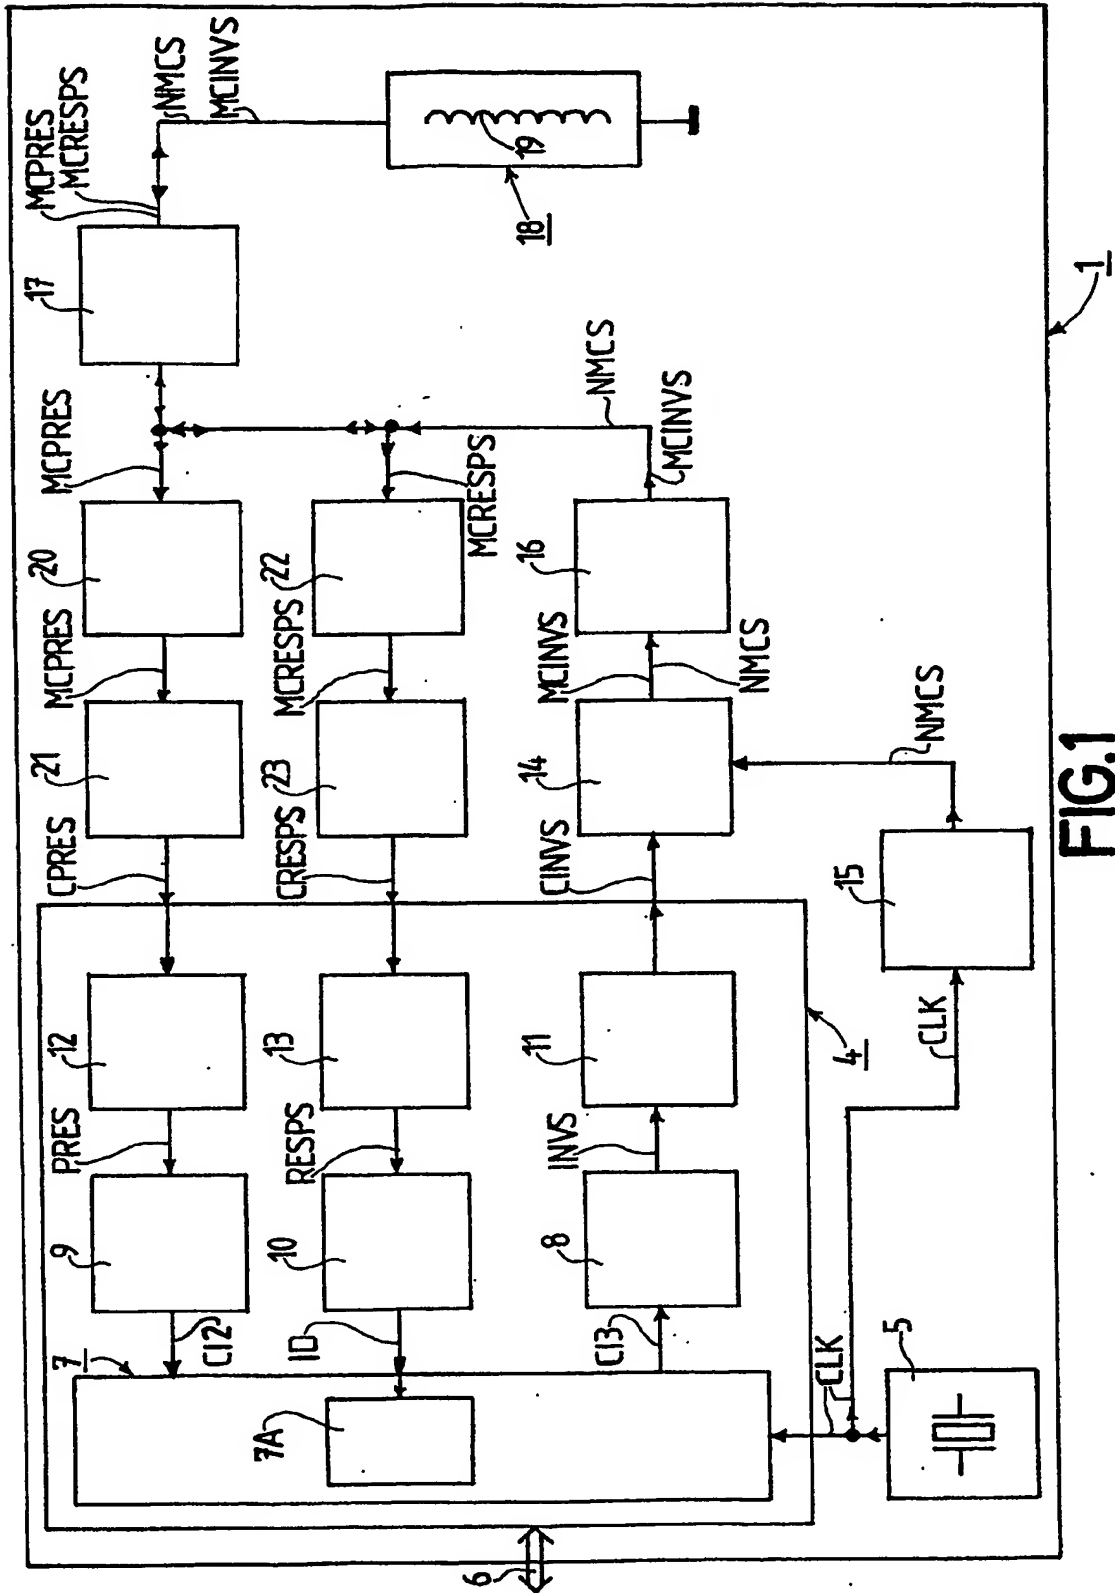 MCPRES
MCRESPS
NMCS
MCINVS
17
19
18
MCPRES
NMCS
20
MCPRES
22
MCRESPS
MCRESPS
16
MCINVS
MCINVS
NMCS
21
CPRES
23
CRESPS
14
CINVS
NMCS
15
CLK
12
PRES
13
RESPS
11
INVS
4
9
CI2
10
ID
8
CI3
7
7A
CLK
5
6
1
FIG.1